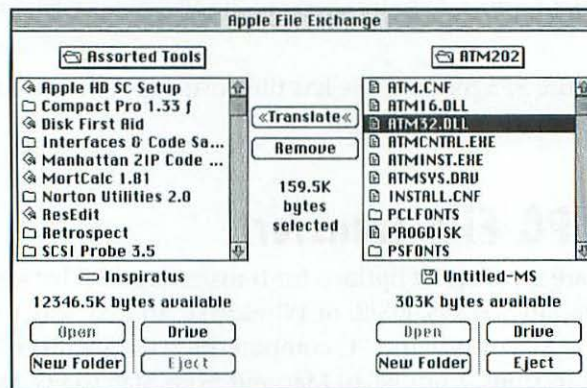 Apple File Exchange
Assorted Tools
Apple HD SC Setup
Compact Pro 1.33 ƒ
Disk First Aid
Interfaces & Code Sa...
Manhattan ZIP Code ...
MortCalc 1.81
Norton Utilities 2.0
ResEdit
Retrospect
SCSI Probe 3.5
Inspiratus
12346.5K bytes available
Open
Drive
New Folder
Eject
«Translate«
Remove
159.5K
bytes
selected
ATM202
ATM.CNF
ATM16.DLL
ATM32.DLL
ATMCNTRL.EXE
ATMINST.EXE
ATMSYS.DRV
INSTALL.CNF
PCLFONTS
PROGDISK
PSFONTS
Untitled-MS
303K bytes available
Open
Drive
New Folder
Eject